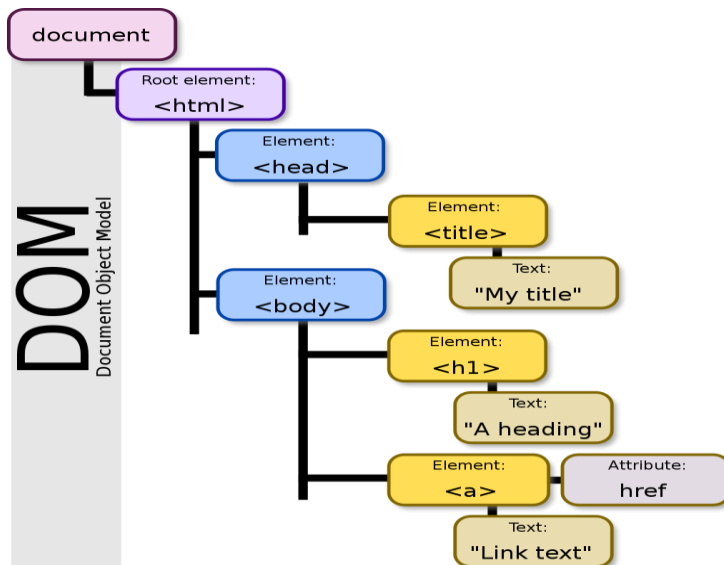 document
Root element:
<html>
Element:
<head>
Element:
<title>
Text:
"My title"
Element:
<body>
Element:
<h1>
Text:
"A heading"
Element:
<a>
Attribute:
href
Text:
"Link text"
DOM
Document Object Model